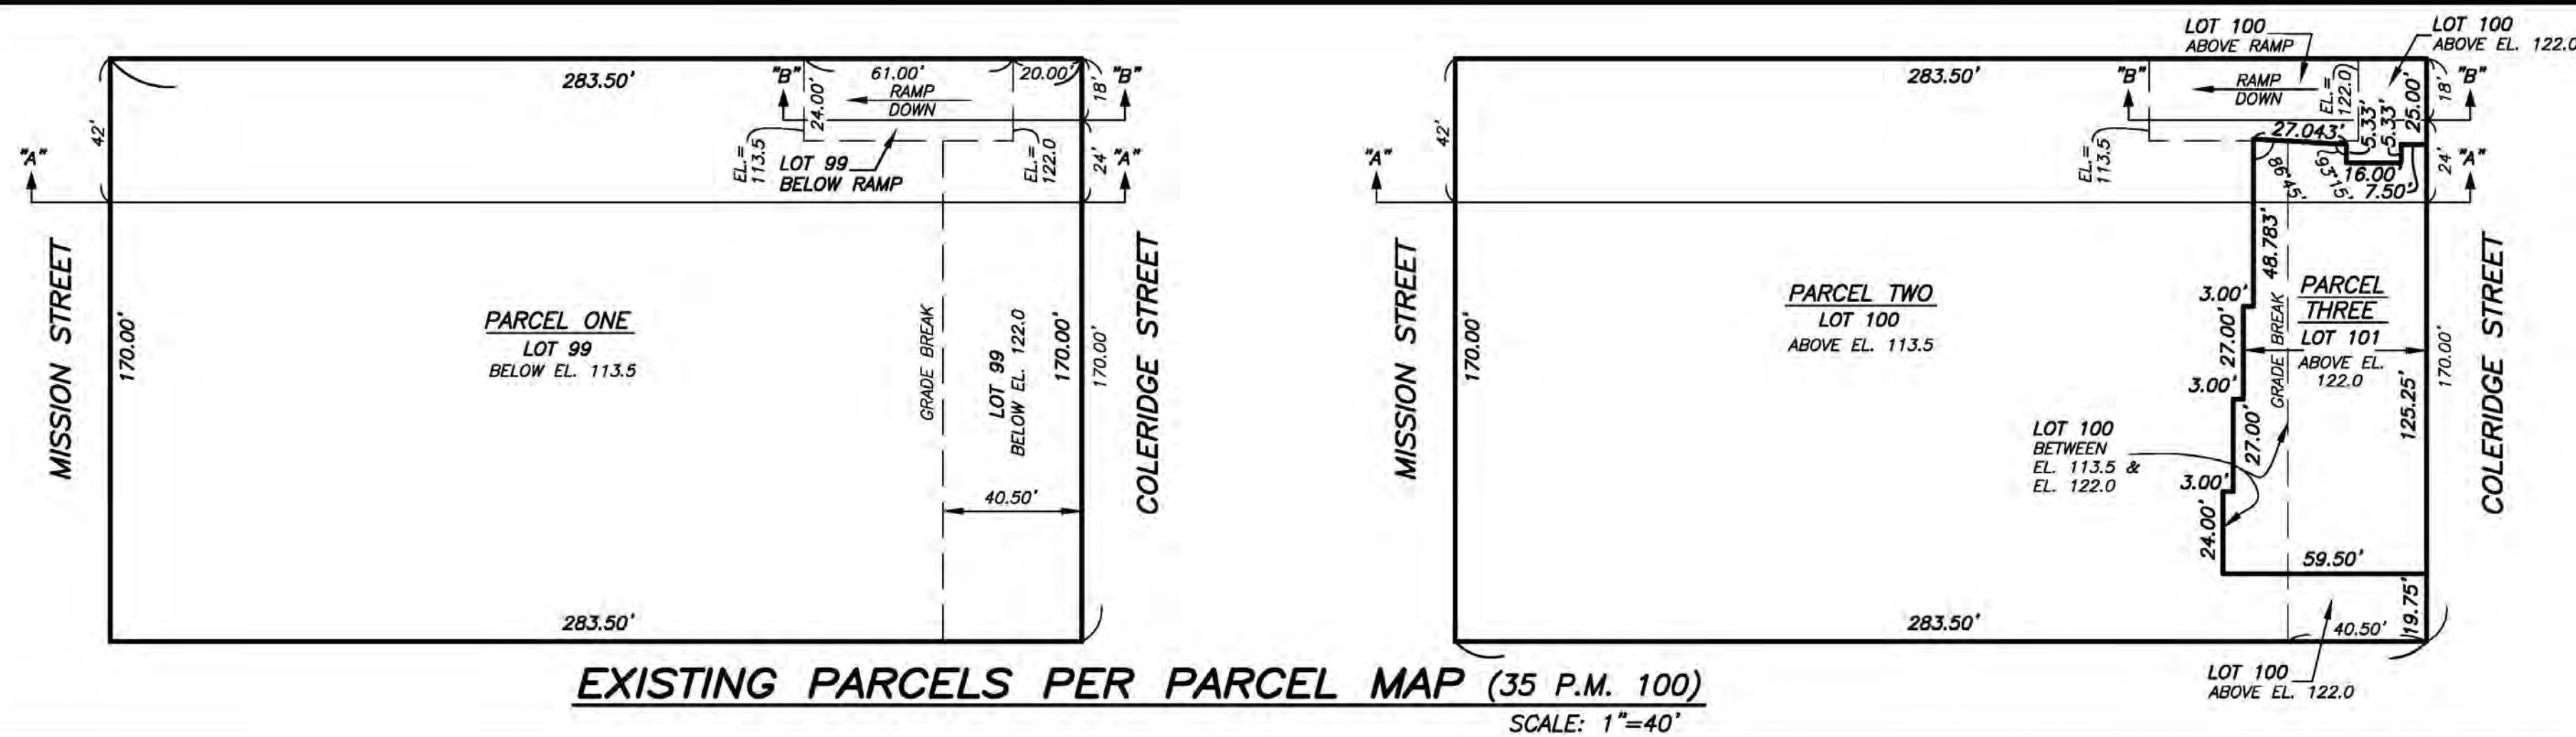 283.50'
"B"
61.00'
20.00'
"B"
18'
RAMP
DOWN
24.00'
42'
"A"
EL.=
113.5
LOT 99
BELOW RAMP
EL.=
122.0
24'
"A"
MISSION STREET
170.00'
PARCEL ONE
LOT 99
BELOW EL. 113.5
GRADE BREAK
LOT 99
BELOW EL. 122.0
170.00'
170.00'
COLERIDGE STREET
40.50'
283.50'
LOT 100
ABOVE RAMP
LOT 100
ABOVE EL. 122.0
283.50'
"B"
RAMP
DOWN
EL.=
122.0
5.33'
5.33'
25.00'
18'
"B"
42'
"A"
EL.=
113.5
27.043'
86°45'
93°15'
16.00'
7.50'
24'
"A"
MISSION STREET
170.00'
PARCEL TWO
LOT 100
ABOVE EL. 113.5
48.783'
3.00'
27.00'
GRADE BREAK
PARCEL
THREE
LOT 101
ABOVE EL.
122.0
3.00'
27.00'
125.25'
170.00'
COLERIDGE STREET
LOT 100
BETWEEN
EL. 113.5 &
EL. 122.0
3.00'
24.00'
59.50'
19.75'
283.50'
40.50'
LOT 100
ABOVE EL. 122.0
EXISTING PARCELS PER PARCEL MAP (35 P.M. 100)
SCALE: 1"=40'